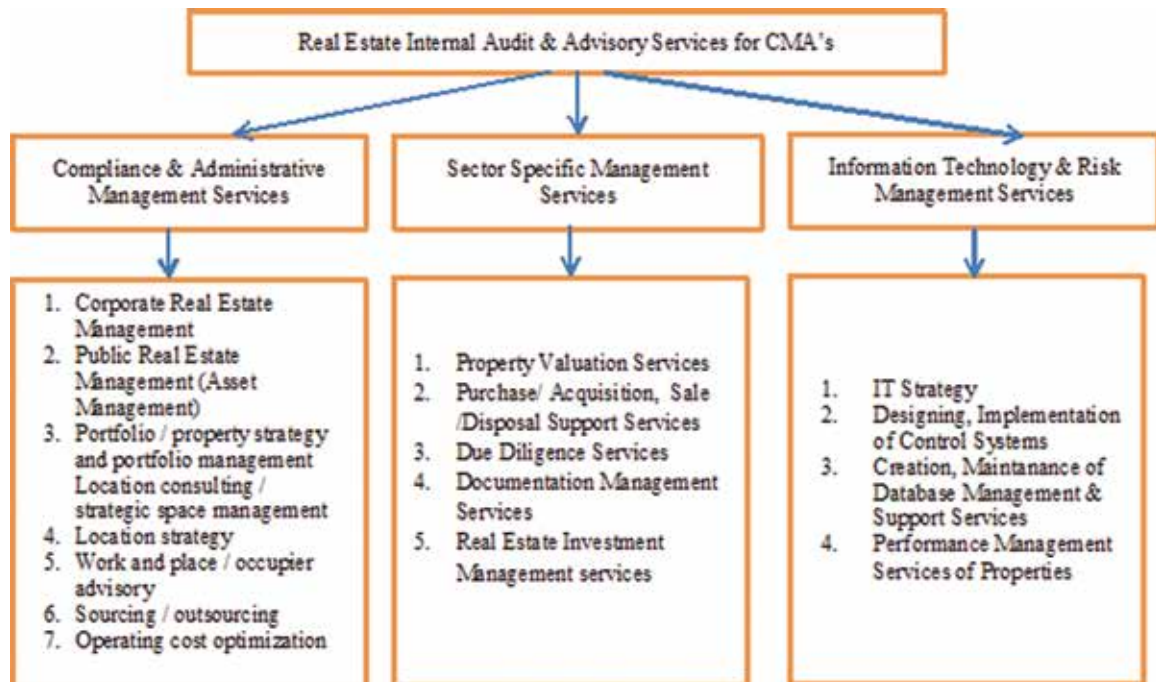 Real Estate Internal Audit & Advisory Services for CMA's
Compliance & Administrative
Management Services
Sector Specific Management
Services
Information Technology & Risk
Management Services
1. Corporate Real Estate
Management
2. Public Real Estate
Management (Asset
Management)
3. Portfolio / property strategy
and portfolio management
Location consulting /
strategic space management
4. Location strategy
5. Work and place / occupier
advisory
6. Sourcing / outsourcing
7. Operating cost optimization
1. Property Valuation Services
2. Purchase/ Acquisition, Sale
/Disposal Support Services
3. Due Diligence Services
4. Documentation Management
Services
5. Real Estate Investment
Management services
1. IT Strategy
2. Designing, Implementation
of Control Systems
3. Creation, Maintanance of
Database Management &
Support Services
4. Performance Management
Services of Properties